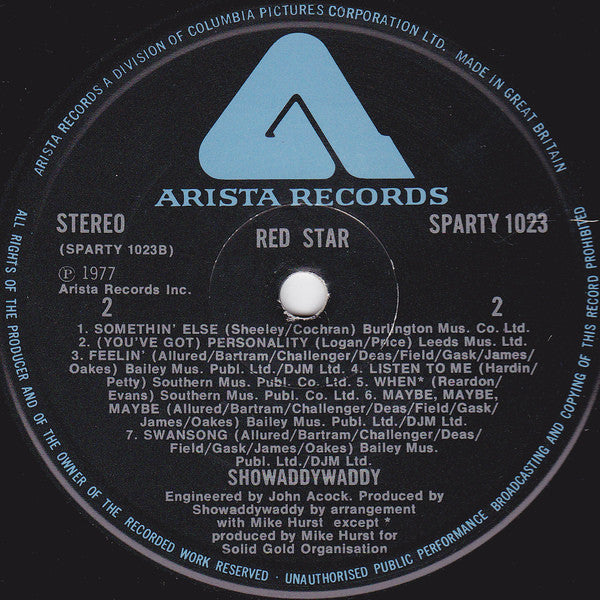 ARISTA RECORDS A DIVISION OF COLUMBIA PICTURES CORPORATION LTD. MADE IN GREAT BRITAIN
ARISTA RECORDS
STEREO
RED STAR
SPARTY 1023
(SPARTY 1023B)
Ⓟ 1977
Arista Records Inc.
2
2
1. SOMETHIN' ELSE (Sheeley/Cochran) Burlington Mus. Co. Ltd.
2. (YOU'VE GOT) PERSONALITY (Logan/Price) Leeds Mus. Ltd.
3. FEELIN' (Allured/Bartram/Challenger/Deas/Field/Gask/James/
Oakes) Bailey Mus. Publ. Ltd./DJM Ltd. 4. LISTEN TO ME (Hardin/
Petty) Southern Mus. Publ. Co. Ltd. 5. WHEN* (Reardon/
Evans) Southern Mus. Publ. Co. Ltd. 6. MAYBE, MAYBE,
MAYBE (Allured/Bartram/Challenger/Deas/Field/Gask/
James/Oakes) Bailey Mus. Publ. Ltd./DJM Ltd.
7. SWANSONG (Allured/Bartram/Challenger/Deas/
Field/Gask/James/Oakes) Bailey Mus.
Publ. Ltd./DJM Ltd.
SHOWADDYWADDY
Engineered by John Acock. Produced by
Showaddywaddy by arrangement
with Mike Hurst except *
produced by Mike Hurst for
Solid Gold Organisation
ALL RIGHTS OF THE PRODUCER AND OF THE OWNER OF THE RECORDED WORK RESERVED · UNAUTHORISED PUBLIC PERFORMANCE BROADCASTING AND COPYING OF THIS RECORD PROHIBITED